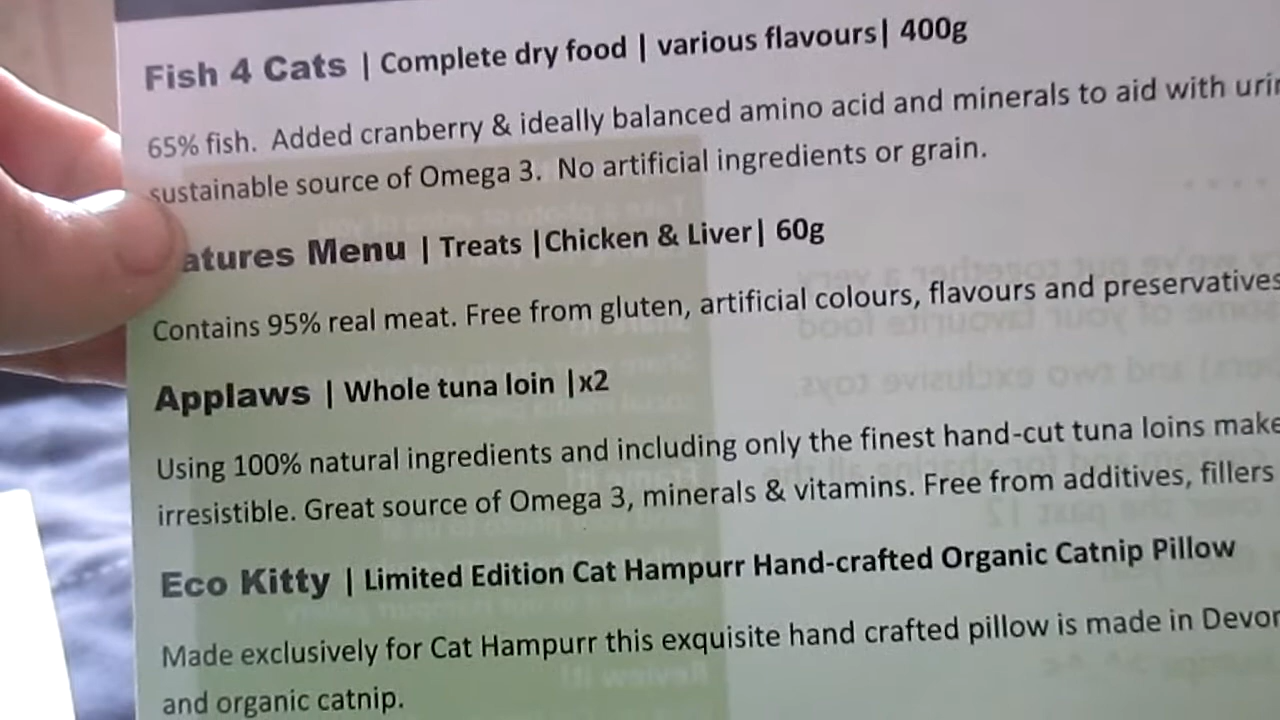 Fish 4 Cats | Complete dry food | various flavours| 400g
65% fish. Added cranberry & ideally balanced amino acid and minerals to aid with
sustainable source of Omega 3. No artificial ingredients or grain.
atures Menu | Treats |Chicken & Liver| 60g
Contains 95% real meat. Free from gluten, artificial colours, flavours and preservatives
Applaws | Whole tuna loin |x2
Using 100% natural ingredients and including only the finest hand-cut tuna loins make
irresistible. Great source of Omega 3, minerals & vitamins. Free from additives, fillers
Eco Kitty | Limited Edition Cat Hampurr Hand-crafted Organic Catnip Pillow
Made exclusively for Cat Hampurr this exquisite hand crafted pillow is made in Devon
and organic catnip.